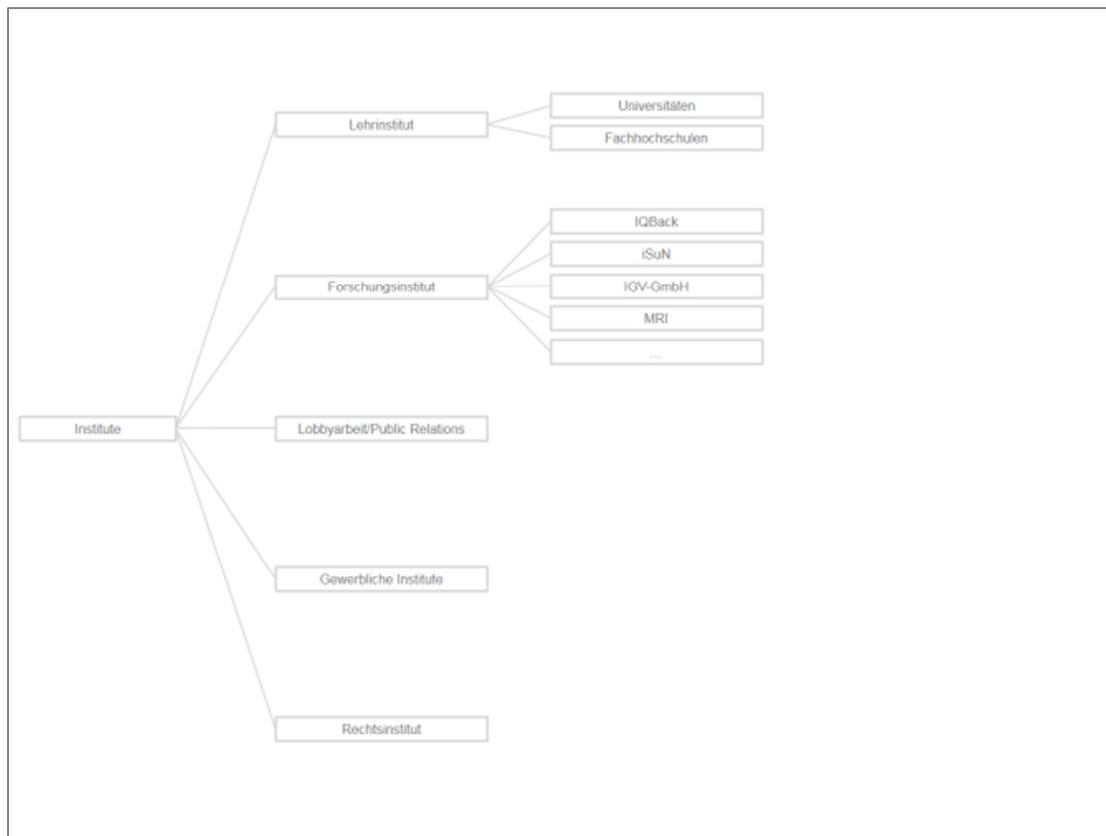 Universitäten
Lehrinstitut
Fachhochschulen
IQBack
iSuN
Forschungsinstitut
IGV-GmbH
MRI
...
Institute
Lobbyarbeit/Public Relations
Gewerbliche Institute
Rechtsinstitut